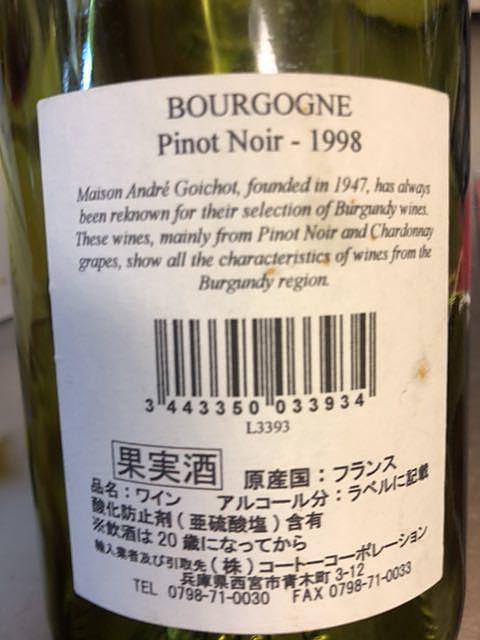 BOURGOGNE
Pinot Noir - 1998
Maison André Goichot, founded in 1947, has always
been reknown for their selection of Burgundy wines.
These wines, mainly from Pinot Noir and Chardonnay
grapes, show all the characteristics of wines from the
Burgundy region.
3 443350 033934
L3393
果実酒 原産国：フランス
品名：ワイン アルコール分：ラベルに記載
酸化防止剤（亜硫酸塩）含有
※飲酒は20歳になってから
輸入業者及び引取先（株）コートーコーポレーション
兵庫県西宮市青木町 3-12
TEL 0798-71-0030 FAX 0798-71-0033